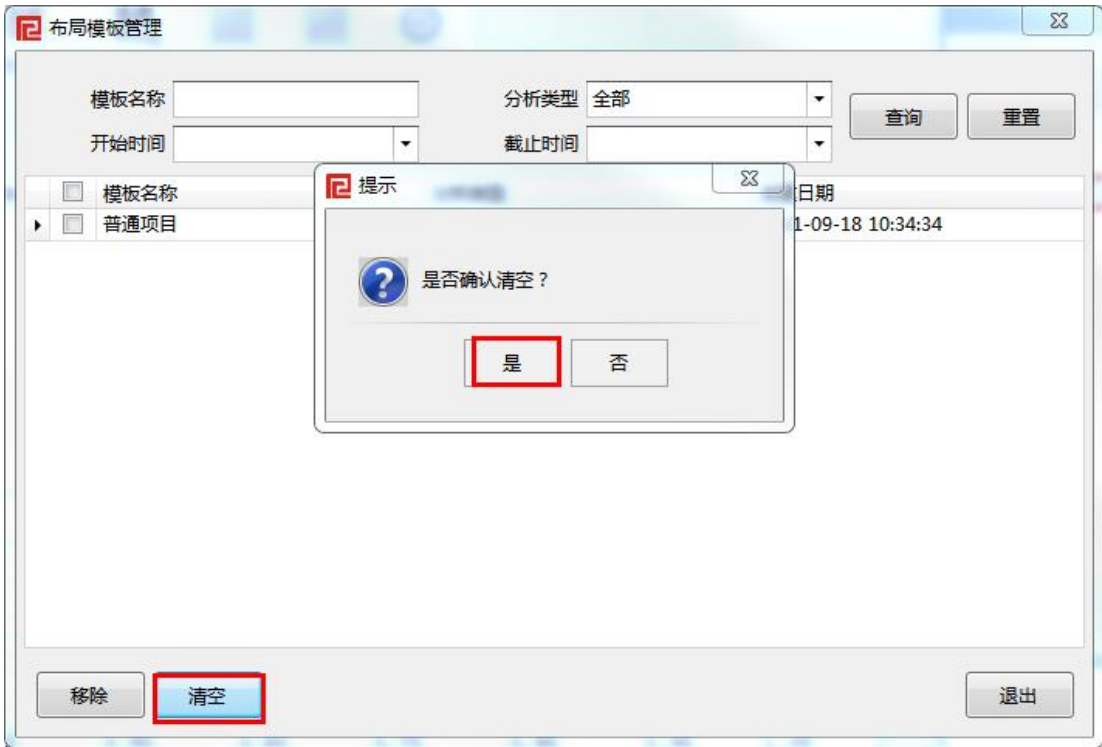 布局模板管理
模板名称 分析类型 全部
查询 重置
开始时间 截止时间
提示
模板名称 日期
普通项目 1-09-18 10:34:34
是否确认清空？
是 否
移除 清空 退出